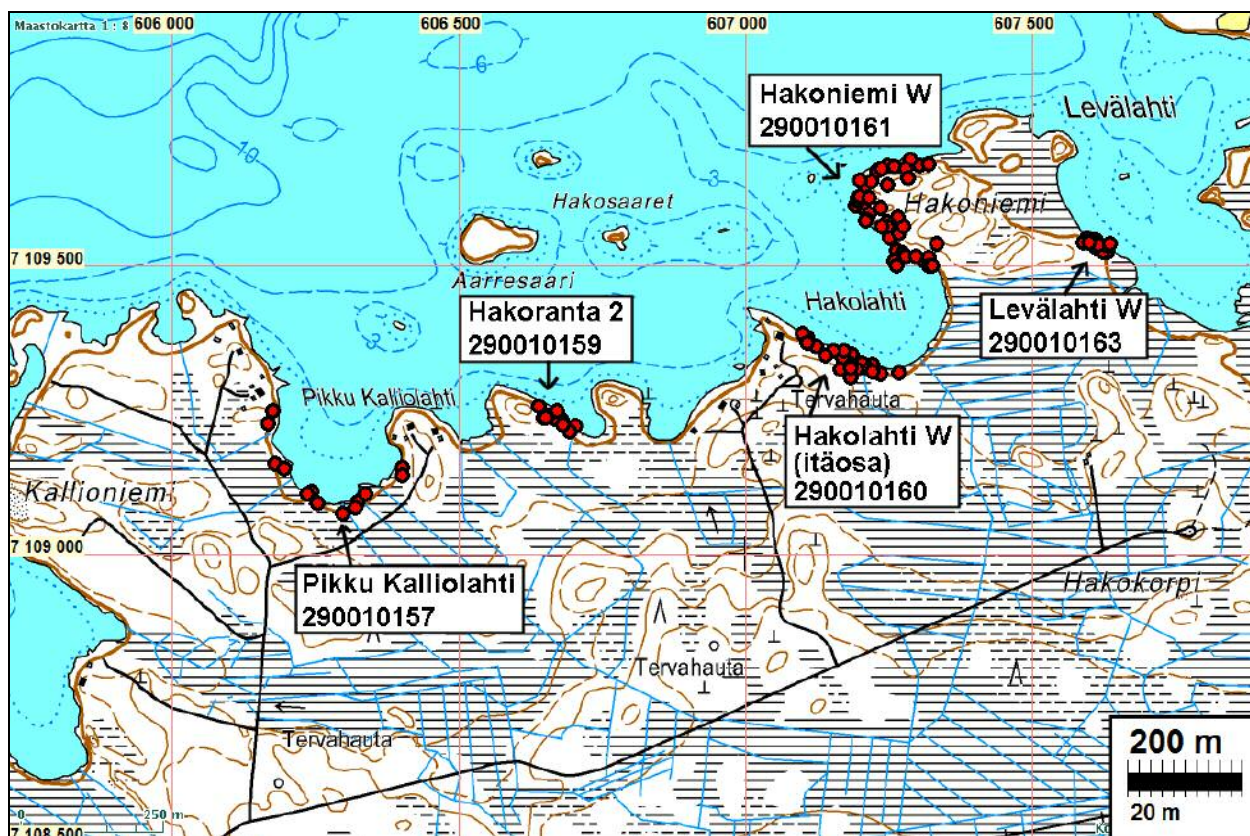 Maastokartta 1 : 8
606 000
606 500
607 000
607 500
10
6
Hakoniemi W
290010161
Levälahti
3
Hakosaaret
Hakoniemi
7 109 500
Aarresaari
Hakoranta 2
290010159
Hakolahti
Levälahti W
290010163
3
Pikku Kalliolahti
Tervahauta
Hakolahti W
(itäosa)
290010160
Kallioniemi
7 109 000
Pikku Kalliolahti
290010157
Hakokorpi
Tervahauta
Tervahauta
200 m
20 m
0 250 m
7 108 500